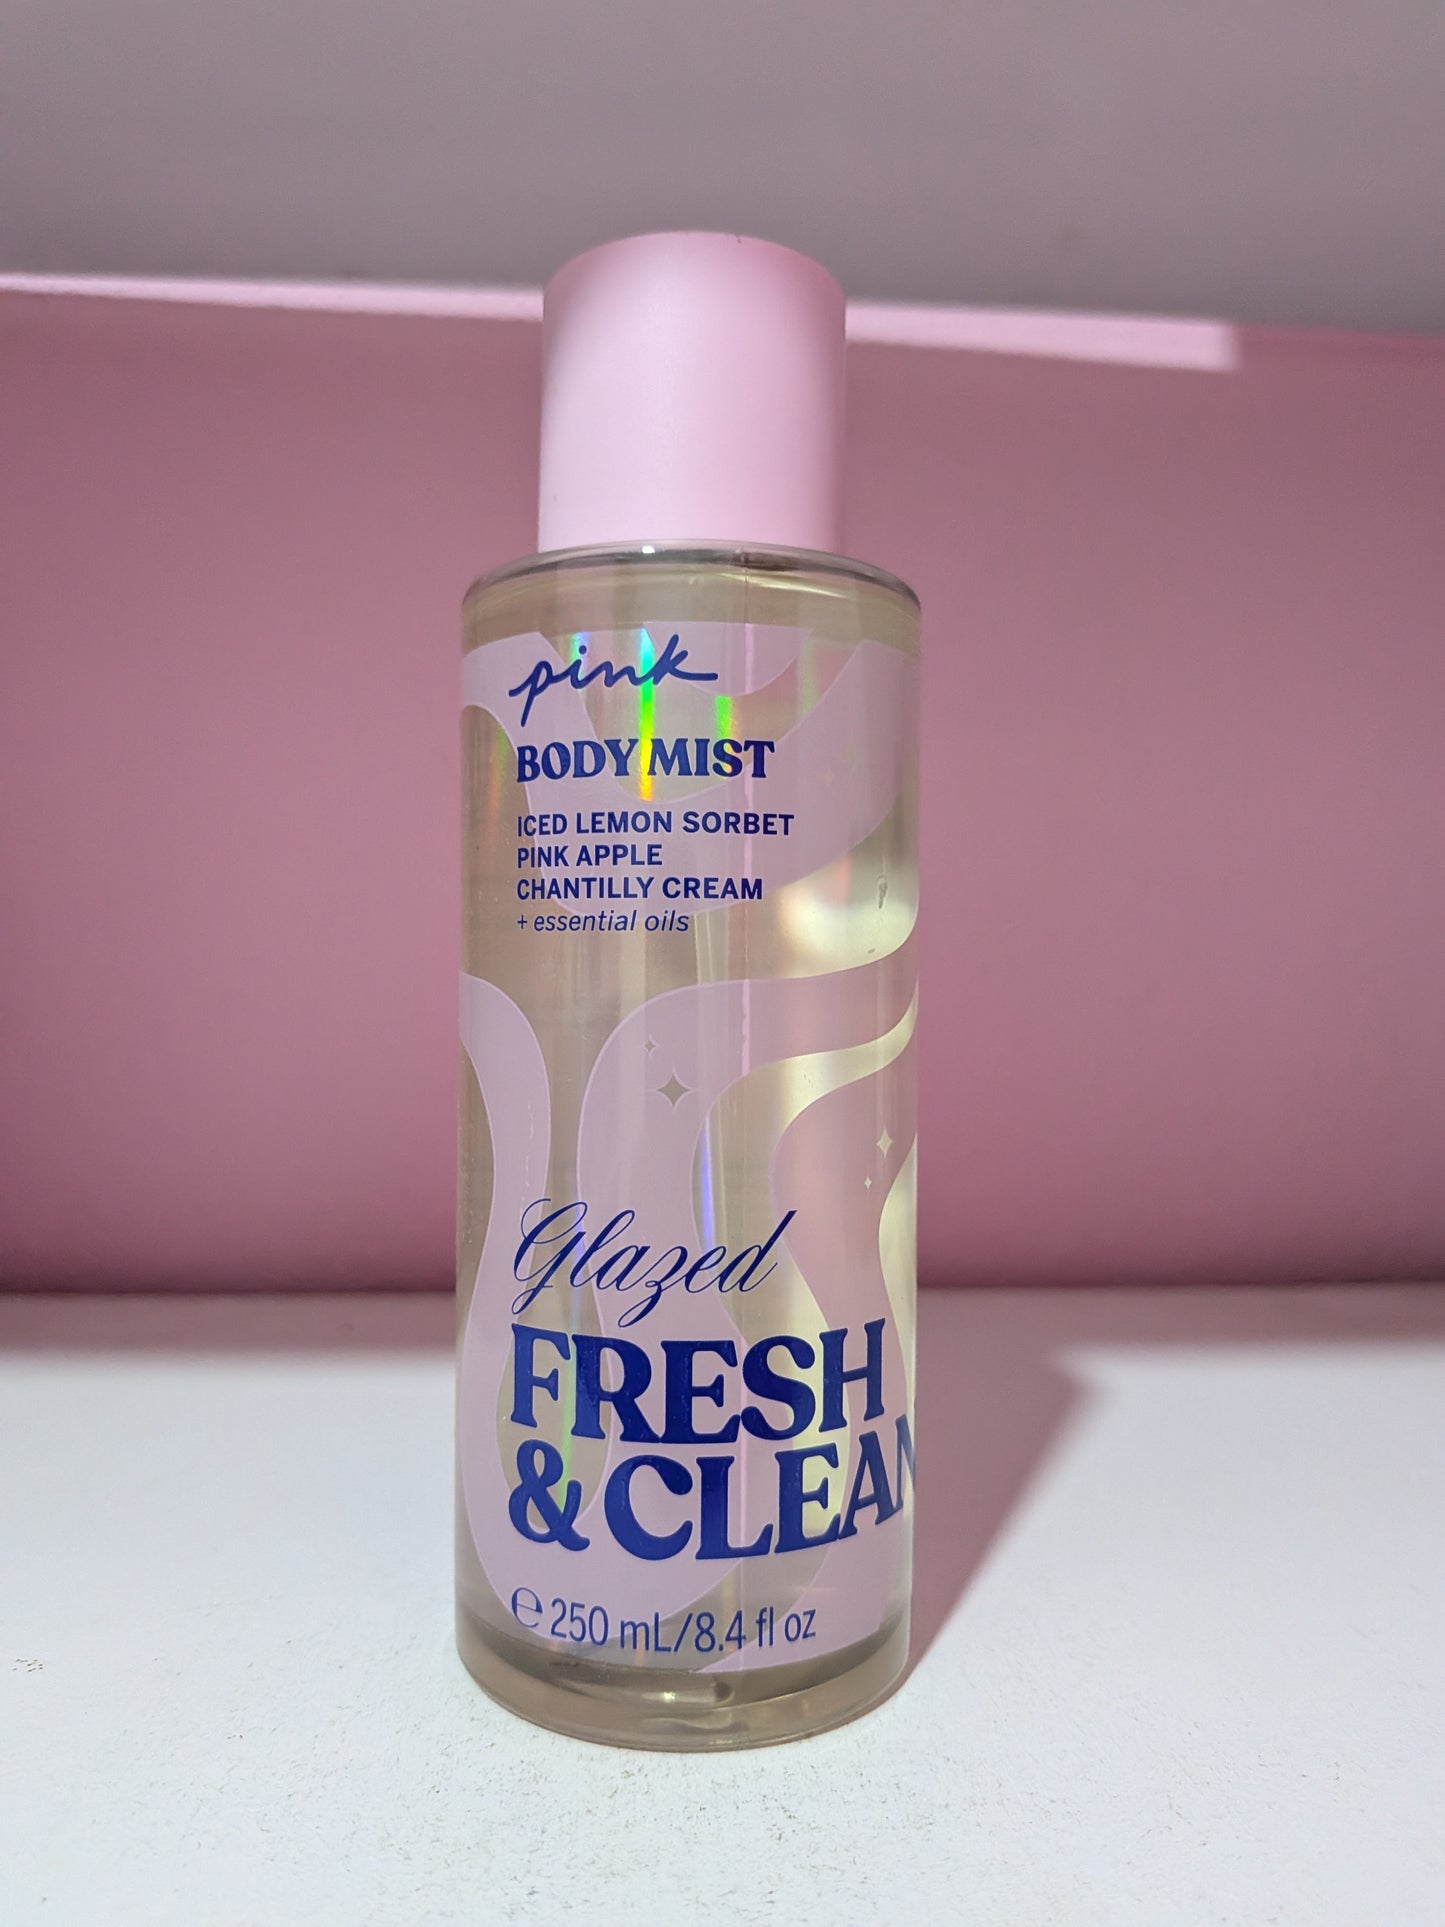 pink
BODY MIST
ICED LEMON SORBET
PINK APPLE
CHANTILLY CREAM
+ essential oils
Glazed
FRESH
& CLEAN
℮ 250 mL/8.4 fl oz